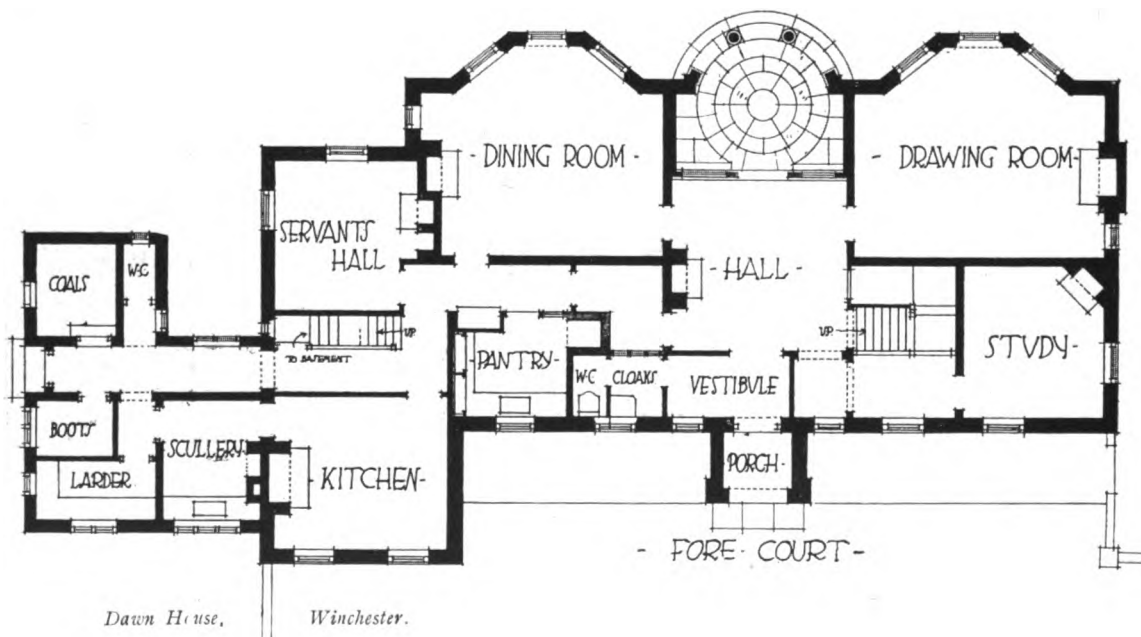 - DINING ROOM -
- DRAWING ROOM -
SERVANTS
HALL
COALS
W·C
- HALL -
UP
TO BASEMENT
PANTRY -
UP
STVDY -
W·C
CLOAKS
VESTIBULE
BOOTS
SCULLERY
LARDER
KITCHEN -
PORCH -
- FORE · COURT -
Dawn House, Winchester.